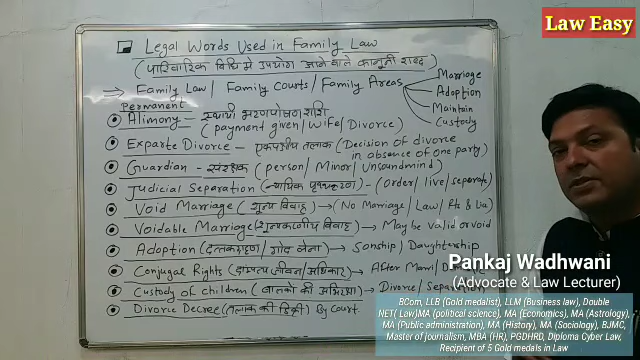 Law Easy
Legal Words Used in Family Law
(पारिवारिक विधि मे उपयोग आने वाले कानूनी शब्द)
→ Family Law / Family Courts / Family Areas
Marriage
Adoption
Maintain
Custody
Permanent
Alimony - स्थायी भरणपोषण राशि
(payment given / Wife / Divorce)
Exparte Divorce - एकपक्षीय तलाक (Decision of divorce
in absence of one party)
Guardian - संरक्षक (person / Minor / Unsoundmind)
Judicial Separation (न्यायिक पृथक्करण) - (Order / live / seperate)
Void Marriage (शून्य विवाह) → (No Marriage / Law / Rts & Lia)
Voidable Marriage (शून्यकरणीय विवाह) → May be valid or void
Adoption (दत्तकग्रहण / गोद लेना) → Sonship / Daughtership
Conjugal Rights (दाम्पत्य जीवन / अधिकार) → After Marri /
Custody of Children (बालकों की अभिरक्षा) → Divorce / Separation
Divorce Decree (तलाक की डिक्री) By Court.
Pankaj Wadhwani
(Advocate & Law Lecturer)
BCom, LLB (Gold medalist), LLM (Business law), Double
NET( Law)MA (political science), MA (Economics), MA (Astrology),
MA (Public administration), MA (History), MA (Sociology), BJMC,
Master of journalism, MBA (HR), PGDHRD, Diploma Cyber Law,
Recipient of 5 Gold medals in Law